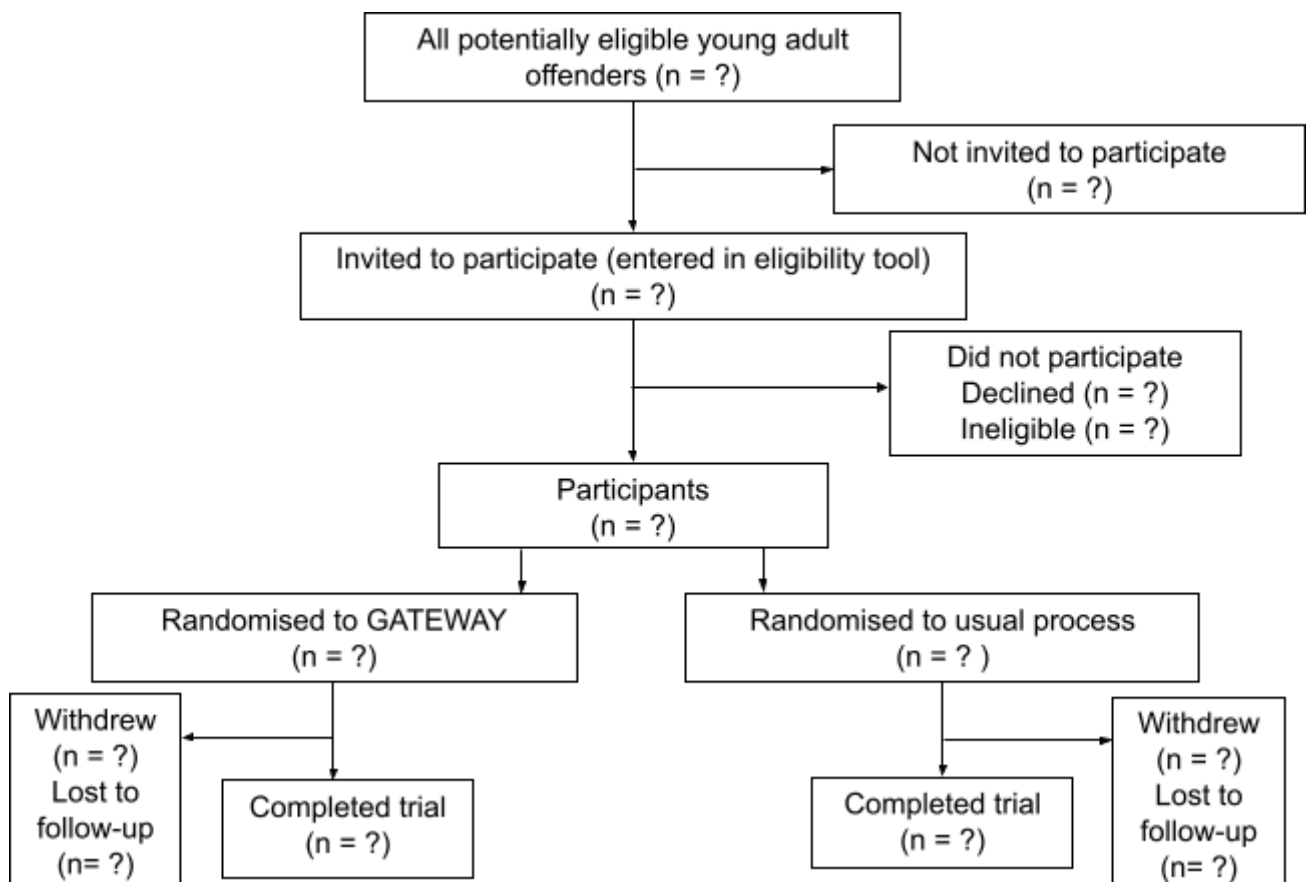 All potentially eligible young adult
offenders (n = ?)
Not invited to participate
(n = ?)
Invited to participate (entered in eligibility tool)
(n = ?)
Did not participate
Declined (n = ?)
Ineligible (n = ?)
Participants
(n = ?)
Randomised to GATEWAY
(n = ?)
Randomised to usual process
(n = ? )
Withdrew
(n = ?)
Lost to
follow-up
(n= ?)
Completed trial
(n = ?)
Completed trial
(n = ?)
Withdrew
(n = ?)
Lost to
follow-up
(n= ?)